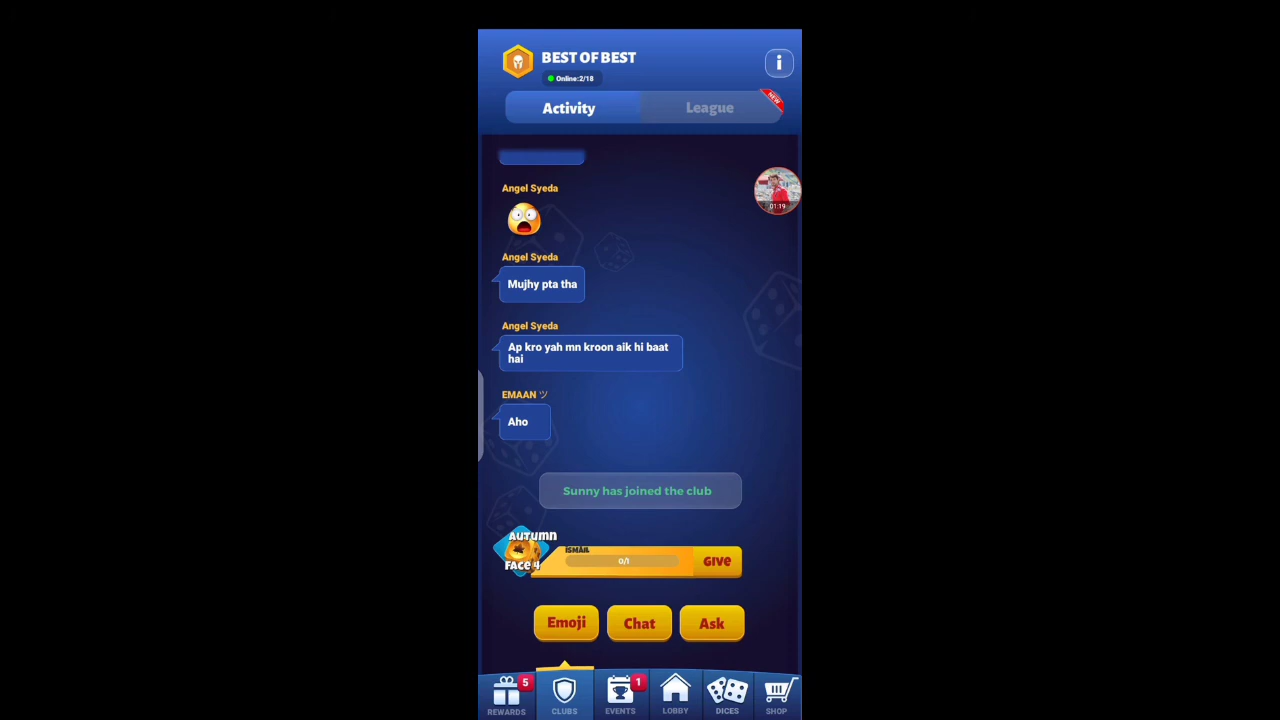 BEST OF BEST
Online:2/18
i
Activity
League
NEW
Angel Syeda
01:19
Angel Syeda
Mujhy pta tha
Angel Syeda
Ap kro yah mn kroon aik hi baat
hai
EMAAN ツ
Aho
Sunny has joined the club
AUTUMN
FACE 4
ISMAIL
0/1
GIVE
Emoji
Chat
Ask
5
1
REWARDS
CLUBS
EVENTS
LOBBY
DICES
SHOP